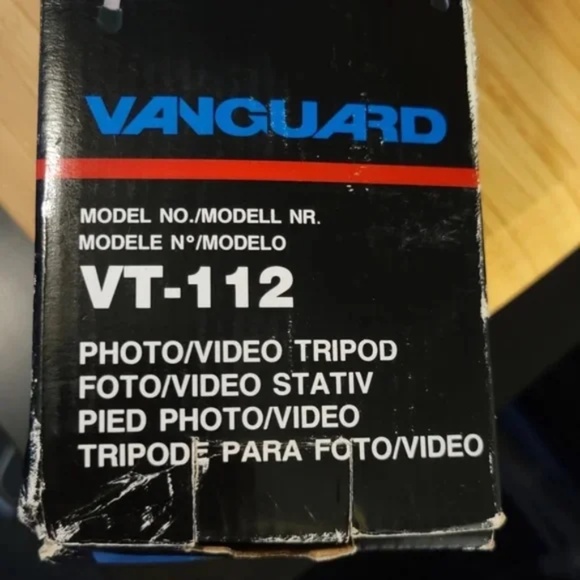 VANGUARD
MODEL NO./MODELL NR.
MODELE N°/MODELO
VT-112
PHOTO/VIDEO TRIPOD
FOTO/VIDEO STATIV
PIED PHOTO/VIDEO
TRIPODE PARA FOTO/VIDEO